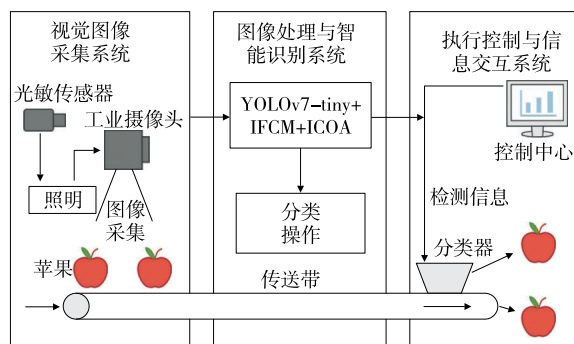 视觉图像
采集系统
光敏传感器
工业摄像头
照明
图像
采集
苹果
图像处理与智
能识别系统
YOLOv7-tiny+
IFCM+ICOA
分类
操作
传送带
执行控制与信
息交互系统
控制中心
检测信息
分类器